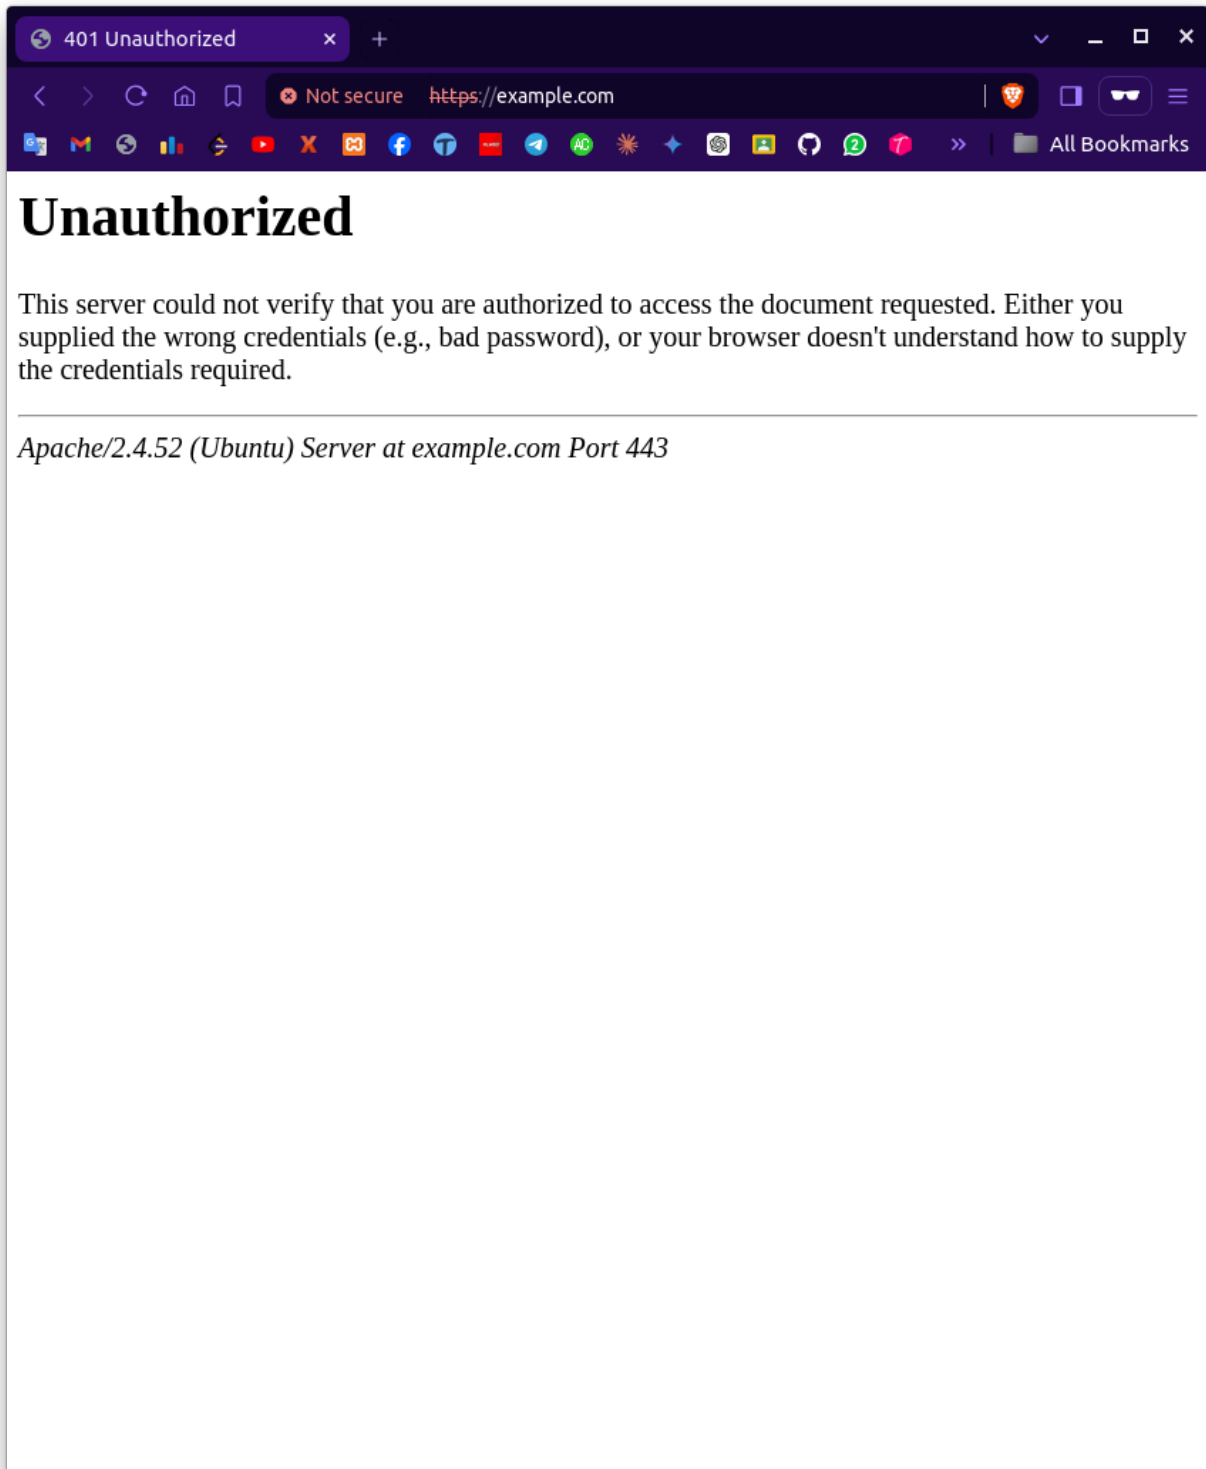 401 Unauthorized
Not secure https://example.com
All Bookmarks
Unauthorized
This server could not verify that you are authorized to access the document requested. Either you
supplied the wrong credentials (e.g., bad password), or your browser doesn't understand how to supply
the credentials required.
Apache/2.4.52 (Ubuntu) Server at example.com Port 443